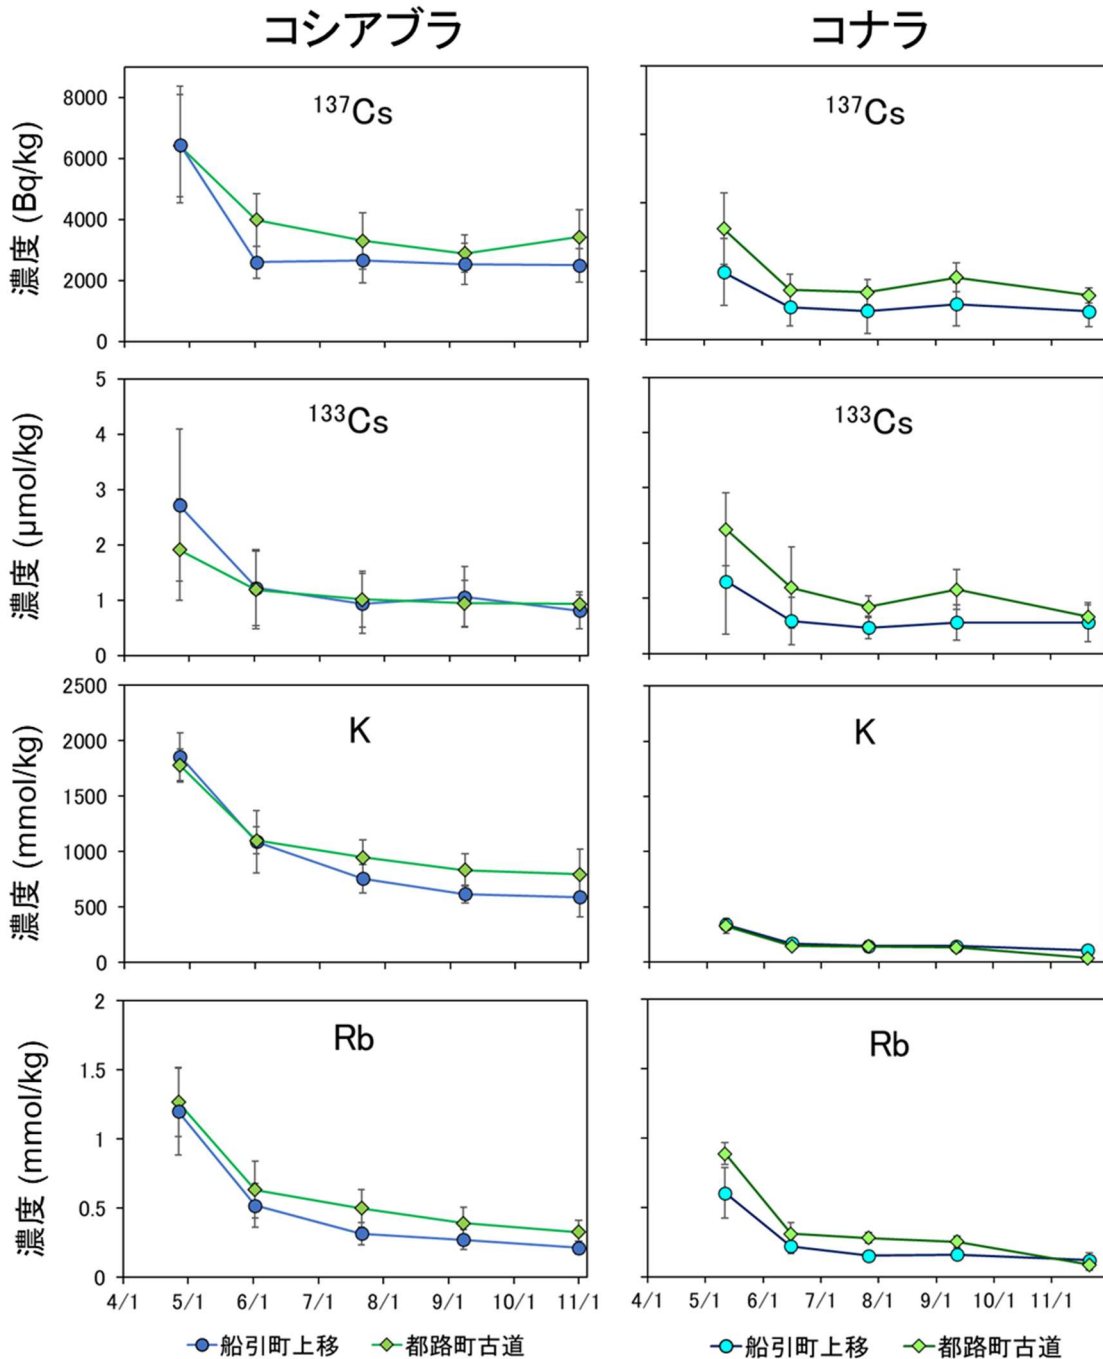 コシアブラ
コナラ
¹³⁷Cs
濃度 (Bq/kg)
8000
6000
4000
2000
0
¹³⁷Cs
¹³³Cs
濃度 (μmol/kg)
5
4
3
2
1
0
¹³³Cs
K
濃度 (mmol/kg)
2500
2000
1500
1000
500
0
K
Rb
濃度 (mmol/kg)
2
1.5
1
0.5
0
4/1 5/1 6/1 7/1 8/1 9/1 10/1 11/1
船引町上移 都路町古道
Rb
4/1 5/1 6/1 7/1 8/1 9/1 10/1 11/1
船引町上移 都路町古道